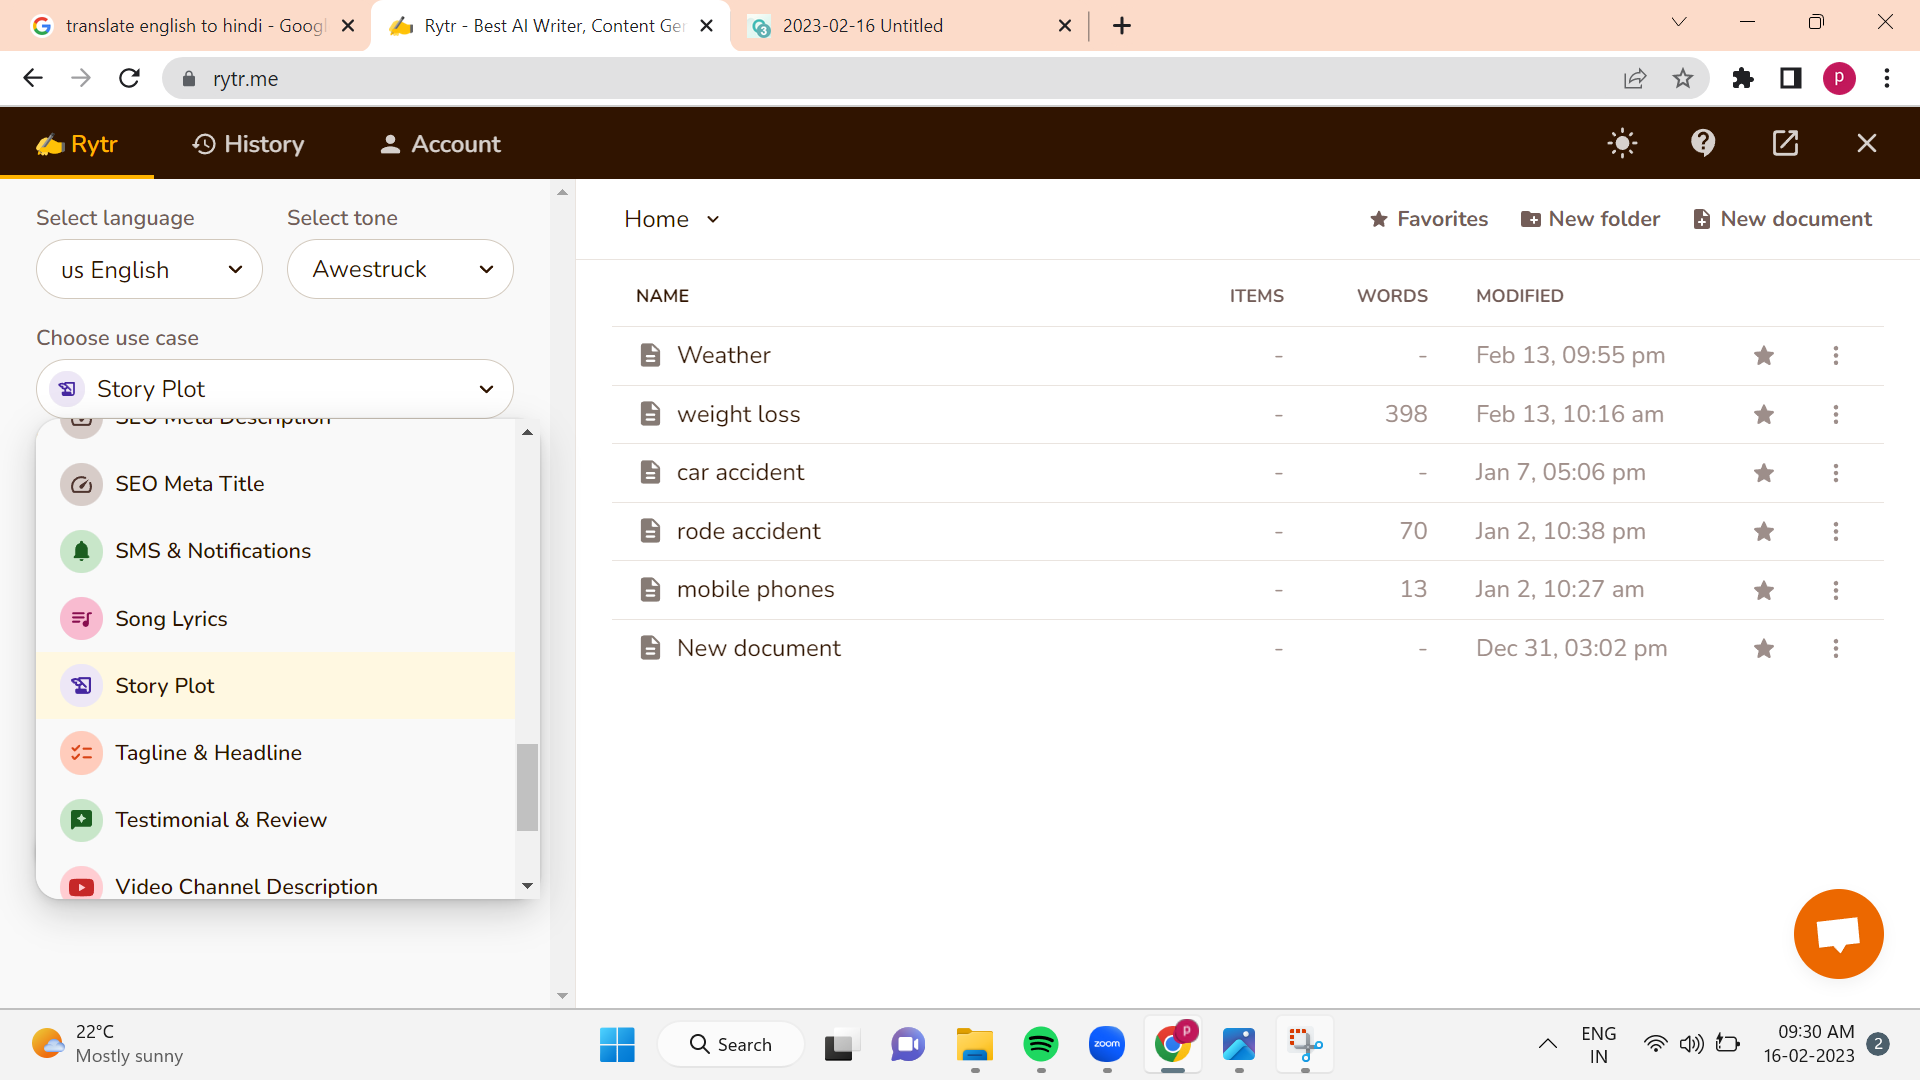 translate english to hindi - Googl
Rytr - Best AI Writer, Content Ger
2023-02-16 Untitled
rytr.me
P
Rytr
History
Account
Select language
Select tone
us English
Awestruck
Choose use case
Story Plot
SEO Meta Description
SEO Meta Title
SMS & Notifications
Song Lyrics
Story Plot
Tagline & Headline
Testimonial & Review
Video Channel Description
Home
Favorites
New folder
New document
NAME ITEMS WORDS MODIFIED
Weather - - Feb 13, 09:55 pm
weight loss - 398 Feb 13, 10:16 am
car accident - - Jan 7, 05:06 pm
rode accident - 70 Jan 2, 10:38 pm
mobile phones - 13 Jan 2, 10:27 am
New document - - Dec 31, 03:02 pm
22°C
Mostly sunny
Search
zoom
P
ENG
IN
09:30 AM
16-02-2023
2